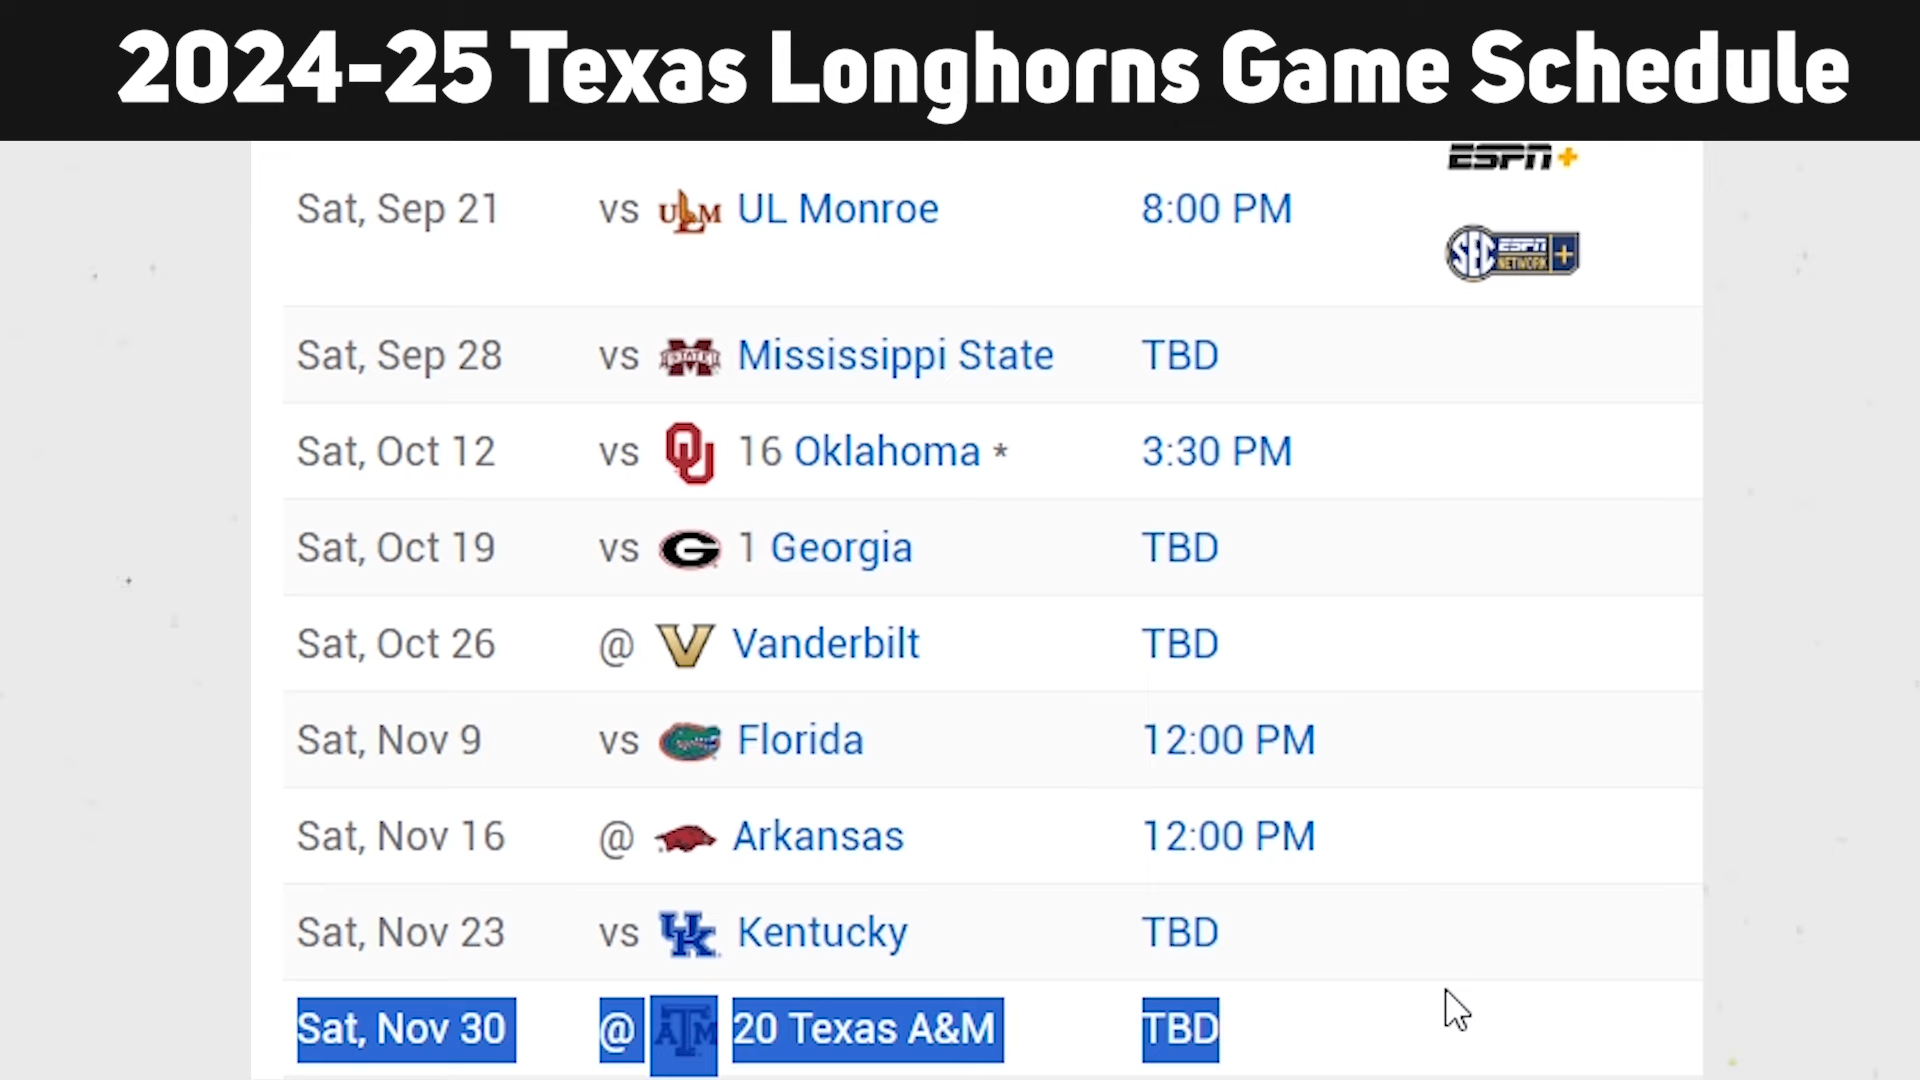 2024-25 Texas Longhorns Game Schedule
ESPN+
Sat, Sep 21 vs ULM UL Monroe 8:00 PM
SEC ESPN NETWORK +
Sat, Sep 28 vs M STATE Mississippi State TBD
Sat, Oct 12 vs OU 16 Oklahoma * 3:30 PM
Sat, Oct 19 vs G 1 Georgia TBD
Sat, Oct 26 @ V Vanderbilt TBD
Sat, Nov 9 vs Florida 12:00 PM
Sat, Nov 16 @ Arkansas 12:00 PM
Sat, Nov 23 vs UK Kentucky TBD
Sat, Nov 30 @ ATM 20 Texas A&M TBD